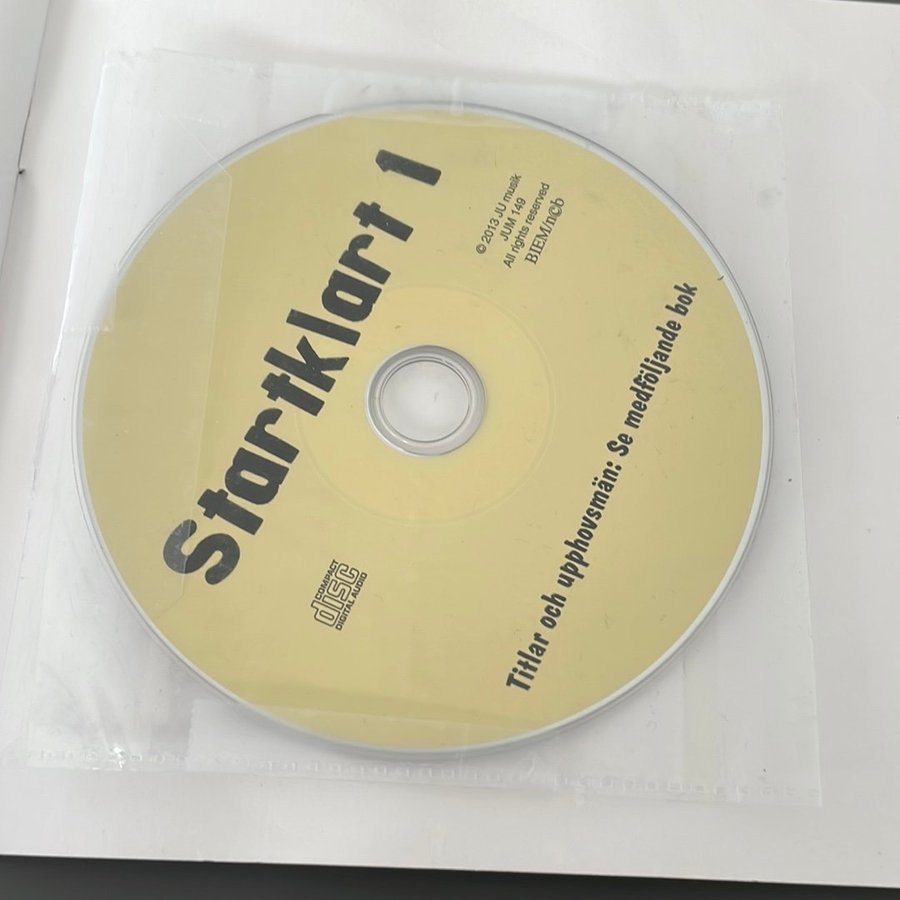 Startklart 1
© 2013 JU musik
JUM 149
All rights reserved
BIEM/n©b
COMPACT
disc
DIGITAL AUDIO
Titlar och upphovsmän: Se medföljande bok